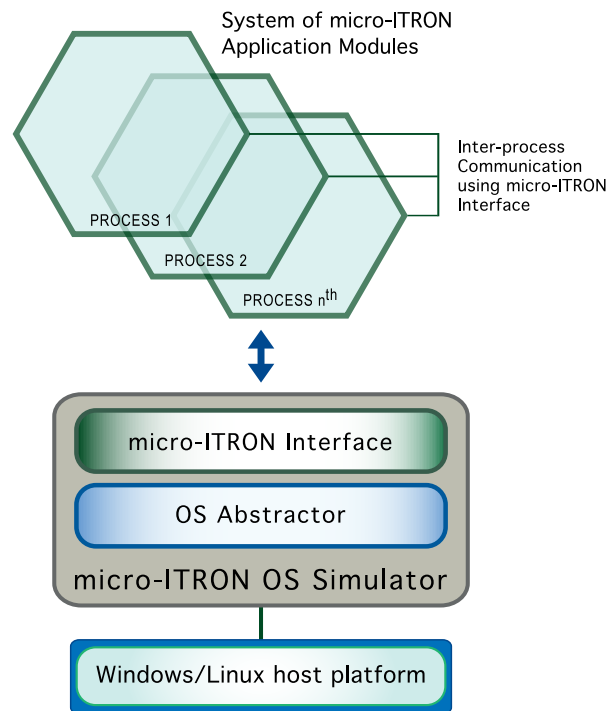 System of micro-ITRON
Application Modules
Inter-process
Communication
using micro-ITRON
Interface
PROCESS 1
PROCESS 2
PROCESS nth
micro-ITRON Interface
OS Abstractor
micro-ITRON OS Simulator
Windows/Linux host platform